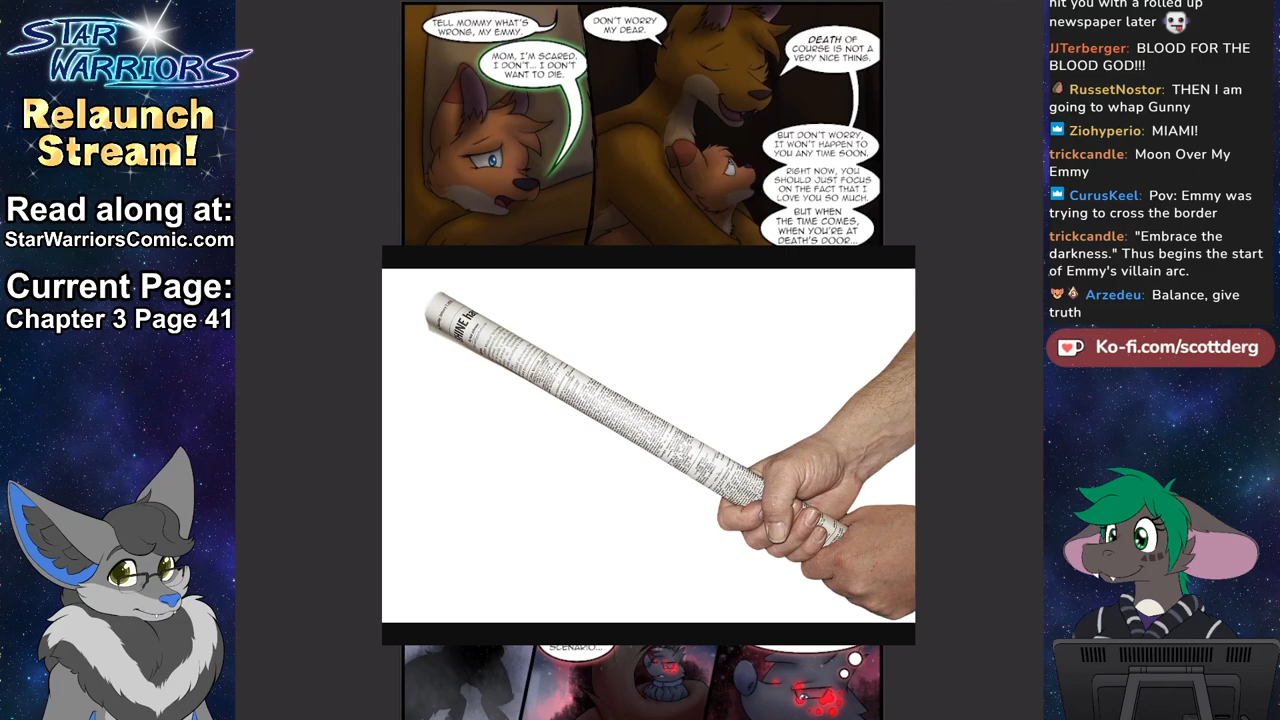 STAR
WARRIORS
Relaunch
Stream!
Read along at:
StarWarriorsComic.com
Current Page:
Chapter 3 Page 41
TELL MOMMY WHAT'S
WRONG, MY EMMY.
MOM, I'M SCARED.
I DON'T... I DON'T
WANT TO DIE.
DON'T WORRY
MY DEAR.
DEATH OF
COURSE IS NOT A
VERY NICE THING.
BUT DON'T WORRY,
IT WON'T HAPPEN TO
YOU ANY TIME SOON.
RIGHT NOW, YOU
SHOULD JUST FOCUS
ON THE FACT THAT I
LOVE YOU SO MUCH.
BUT WHEN
THE TIME COMES,
WHEN YOU'RE AT
DEATH'S DOOR...
SCENARIO...
hit you with a rolled up
newspaper later
JJTerberger: BLOOD FOR THE
BLOOD GOD!!!
RussetNostor: THEN I am
going to whap Gunny
Ziohyperio: MIAMI!
trickcandle: Moon Over My
Emmy
CurusKeel: Pov: Emmy was
trying to cross the border
trickcandle: "Embrace the
darkness." Thus begins the start
of Emmy's villain arc.
Arzedeu: Balance, give
truth
Ko-fi.com/scottderg